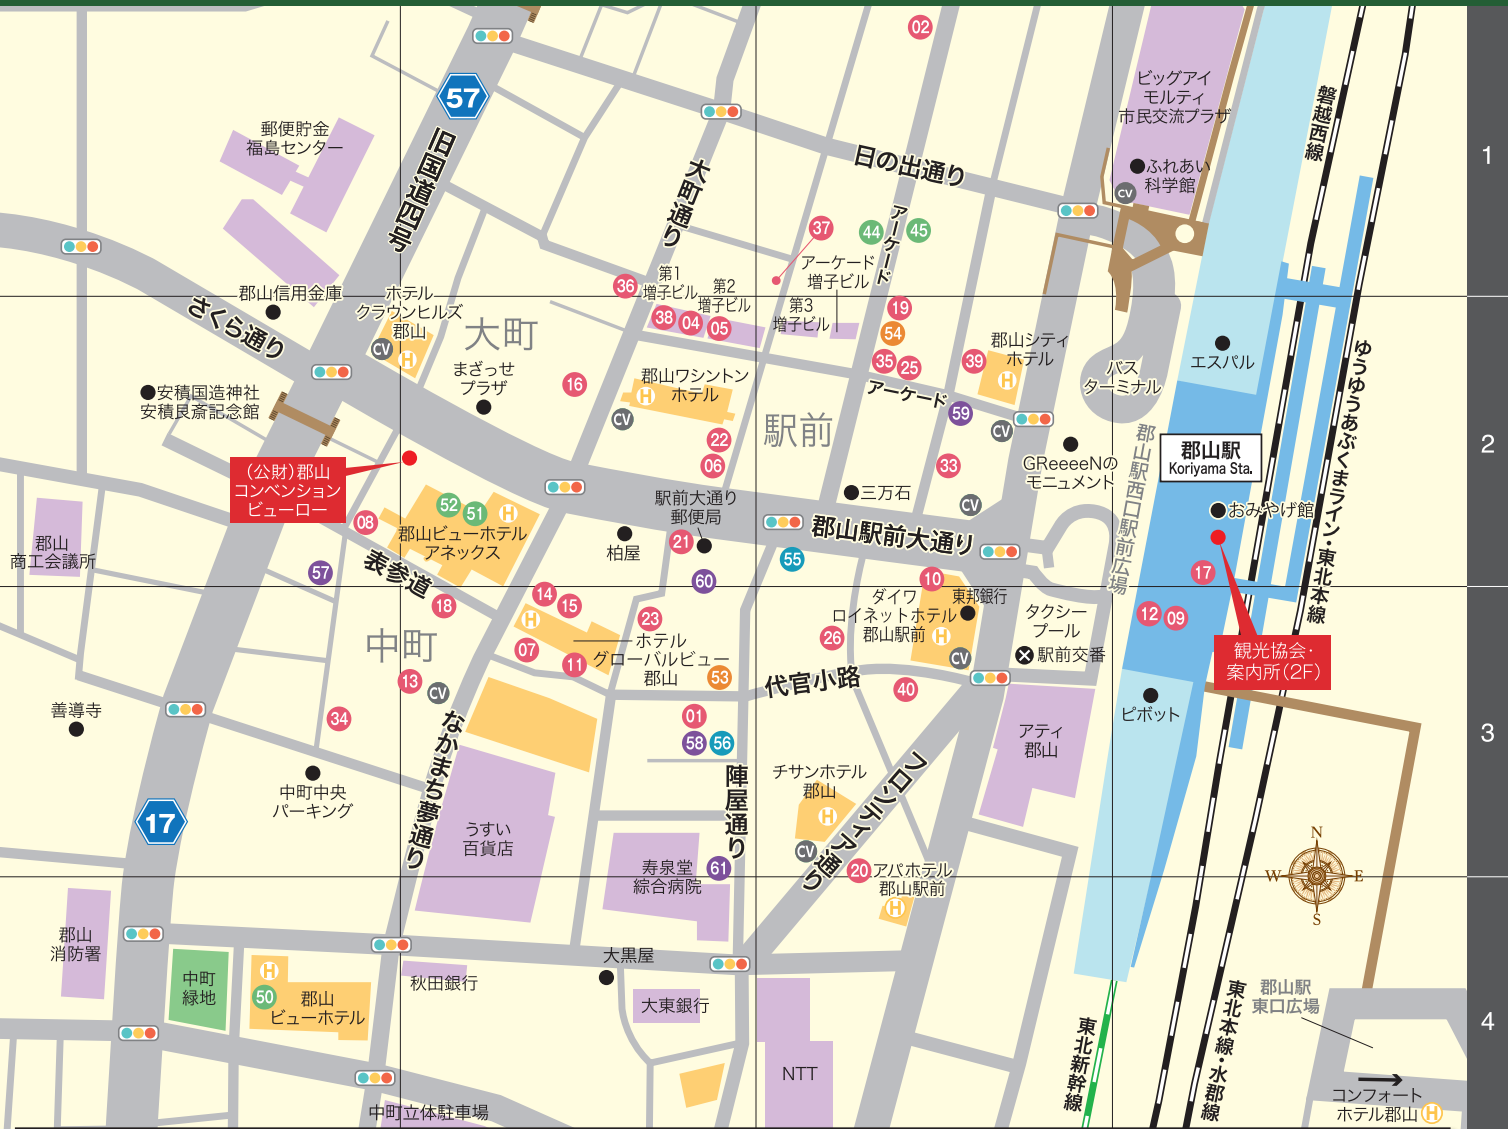 02
ビッグアイ
モルティ
市民交流プラザ
57
旧国道四号
郵便貯金
福島センター
大町通り
日の出通り
磐越西線
1
ふれあい
科学館
CV
アーケード
37
44
45
アーケード
増子ビル
36
第1
増子ビル
第2
増子ビル
第3
増子ビル
38
04
05
19
54
35
25
アーケード
39
郡山シティ
ホテル
H
59
CV
バス
ターミナル
エスパル
郡山信用金庫
さくら通り
ホテル
クラウンヒルズ
郡山
CV
H
大町
まざっせ
プラザ
16
郡山ワシントン
ホテル
H
CV
22
06
駅前
安積国造神社
安積艮斎記念館
(公財)郡山
コンベンション
ビューロー
33
GReeeeNの
モニュメント
郡山駅西口駅前広場
郡山駅
Koriyama Sta.
ゆうゆうあぶくまライン・東北本線
2
おみやげ館
三万石
CV
郡山駅前大通り
駅前大通り
郵便局
21
52
51
H
郡山ビューホテル
アネックス
08
表参道
柏屋
55
60
郡山
商工会議所
57
18
14
15
H
07
11
23
ホテル
グローバルビュー
郡山
53
10
ダイワ
ロイネットホテル
郡山駅前
H
東邦銀行
CV
26
タクシー
プール
駅前交番
17
12
09
観光協会・
案内所(2F)
中町
13
CV
34
善導寺
なかまち夢通り
01
58
56
代官小路
40
ピボット
アティ
郡山
3
陣屋通り
チサンホテル
郡山
H
CV
フロンティア通り
中町中央
パーキング
17
うすい
百貨店
寿泉堂
綜合病院
61
20
アパホテル
郡山駅前
H
N
W
E
S
郡山
消防署
中町
緑地
H
50
郡山
ビューホテル
秋田銀行
大黒屋
大東銀行
NTT
東北新幹線
東北本線・水郡線
郡山駅
東口広場
4
コンフォート
ホテル郡山
H
中町立体駐車場